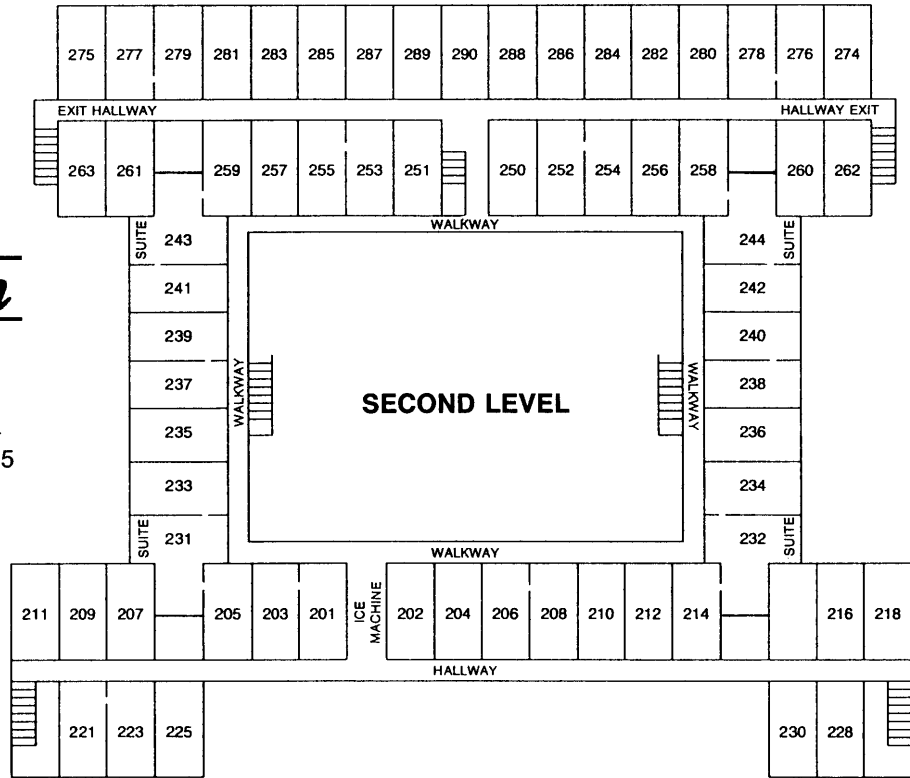 275 277 279 281 283 285 287 289 290 288 286 284 282 280 278 276 274
EXIT HALLWAY HALLWAY EXIT
263 261 259 257 255 253 251 250 252 254 256 258 260 262
WALKWAY
SUITE 243 244 SUITE
241 242
239 240
WALKWAY 237 238 WALKWAY
SECOND LEVEL
235 236
5
233 234
SUITE 231 232 SUITE
WALKWAY
211 209 207 205 203 201 ICE MACHINE 202 204 206 208 210 212 214 216 218
HALLWAY
221 223 225 230 228